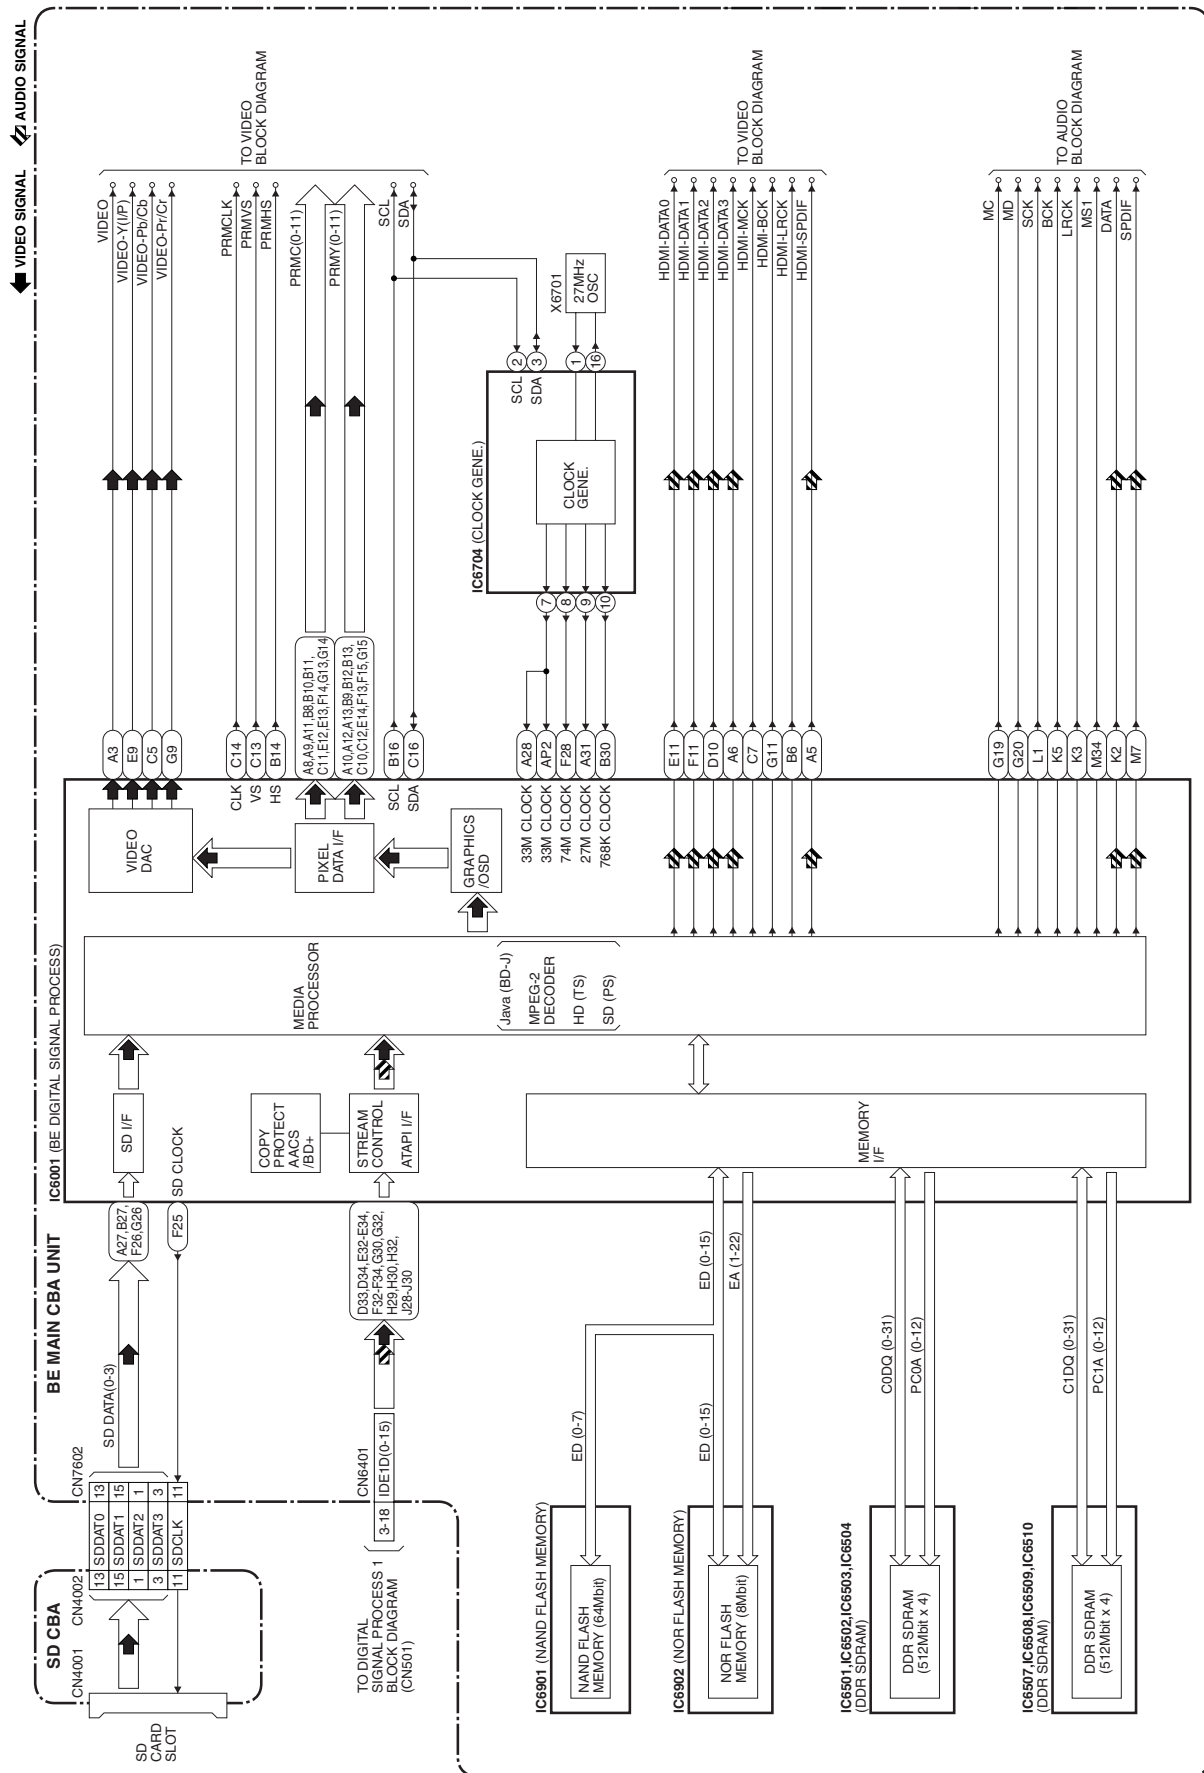 VIDEO SIGNAL
AUDIO SIGNAL
BE MAIN CBA UNIT
SD CBA
CN4001
CN4002
CN7602
SD
CARD
SLOT
13 SDDAT0 13
15 SDDAT1 15
1 SDDAT2 1
3 SDDAT3 3
11 SDCLK 11
SD DATA(0-3)
A27,B27,
F26,G26
F25
SD CLOCK
IC6001 (BE DIGITAL SIGNAL PROCESS)
SD I/F
TO DIGITAL
SIGNAL PROCESS 1
BLOCK DIAGRAM
(CN501)
CN6401
3-18 IDE1D(0-15)
D33,D34,E32-E34,
F32-F34,G30,G32,
H29,H30,H32,
J28-J30
COPY
PROTECT
AACS
/BD+
STREAM
CONTROL
ATAPI I/F
MEDIA
PROCESSOR
Java (BD-J)
MPEG-2
DECODER
HD (TS)
SD (PS)
MEMORY
I/F
VIDEO
DAC
PIXEL
DATA I/F
GRAPHICS
/OSD
A3
E9
C5
G9
VIDEO
VIDEO-Y(I/P)
VIDEO-Pb/Cb
VIDEO-Pr/Cr
CLK
VS
HS
C14
C13
B14
PRMCLK
PRMVS
PRMHS
A8,A9,A11,B8,B10,B11,
C11,E12,E13,F14,G13,G14
A10,A12,A13,B9,B12,B13,
C10,C12,E14,F13,F15,G15
PRMC(0-11)
PRMY(0-11)
SCL
SDA
B16
C16
SCL
SDA
TO VIDEO
BLOCK DIAGRAM
33M CLOCK
33M CLOCK
74M CLOCK
27M CLOCK
768K CLOCK
A28
AP2
F28
A31
B30
IC6704 (CLOCK GENE.)
7
8
9
10
CLOCK
GENE.
SCL
SDA
2
3
1
16
X6701
27MHz
OSC
E11
F11
D10
A6
C7
G11
B6
A5
HDMI-DATA0
HDMI-DATA1
HDMI-DATA2
HDMI-DATA3
HDMI-MCK
HDMI-BCK
HDMI-LRCK
HDMI-SPDIF
TO VIDEO
BLOCK DIAGRAM
G19
G20
L1
K5
K3
M34
K2
M7
MC
MD
SCK
BCK
LRCK
MS1
DATA
SPDIF
TO AUDIO
BLOCK DIAGRAM
IC6901 (NAND FLASH MEMORY)
NAND FLASH
MEMORY (64Mbit)
ED (0-7)
IC6902 (NOR FLASH MEMORY)
NOR FLASH
MEMORY (8Mbit)
ED (0-15)
ED (0-15)
EA (1-22)
IC6501,IC6502,IC6503,IC6504
(DDR SDRAM)
DDR SDRAM
(512Mbit x 4)
C0DQ (0-31)
PC0A (0-12)
IC6507,IC6508,IC6509,IC6510
(DDR SDRAM)
DDR SDRAM
(512Mbit x 4)
C1DQ (0-31)
PC1A (0-12)